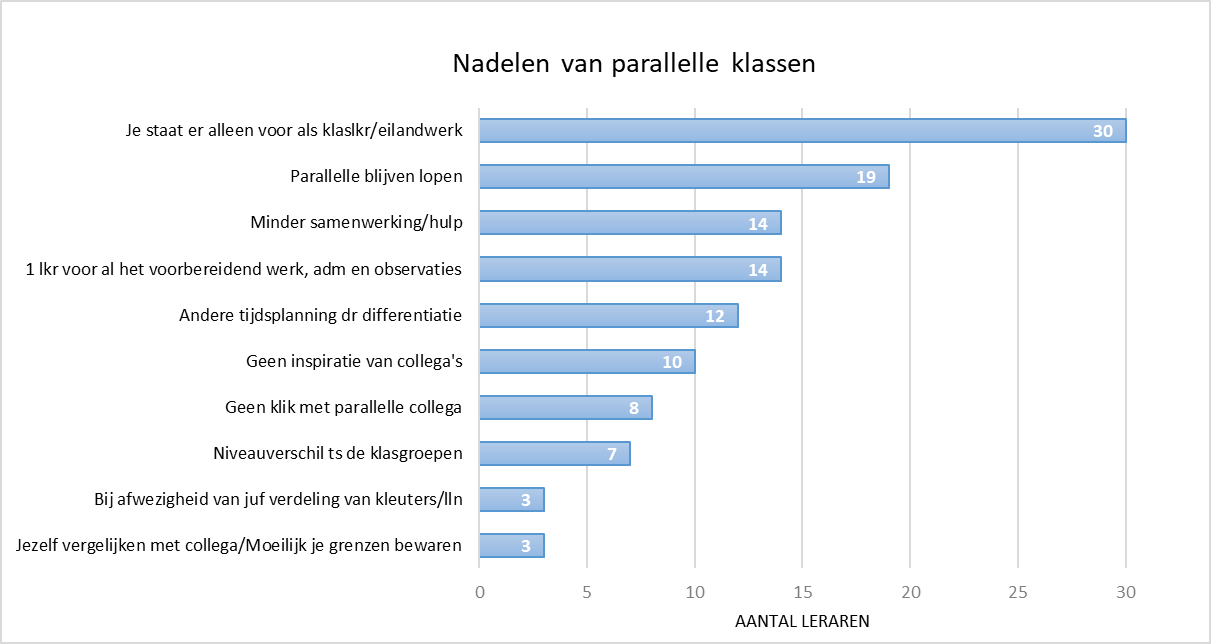 Nadelen van parallelle klassen
Je staat er alleen voor als klaslkr/eilandwerk
30
Parallelle blijven lopen
19
Minder samenwerking/hulp
14
1 lkr voor al het voorbereidend werk, adm en observaties
14
Andere tijdsplanning dr differentiatie
12
Geen inspiratie van collega's
10
Geen klik met parallelle collega
8
Niveauverschil ts de klasgroepen
7
Bij afwezigheid van juf verdeling van kleuters/lln
3
Jezelf vergelijken met collega/Moeilijk je grenzen bewaren
3
0 5 10 15 20 25 30
AANTAL LERAREN